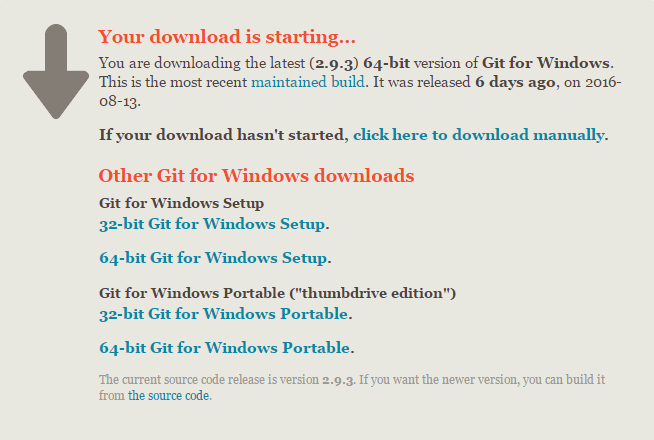 Your download is starting...
You are downloading the latest (2.9.3) 64-bit version of Git for Windows.
This is the most recent maintained build. It was released 6 days ago, on 2016-
08-13.
If your download hasn't started, click here to download manually.
Other Git for Windows downloads
Git for Windows Setup
32-bit Git for Windows Setup.
64-bit Git for Windows Setup.
Git for Windows Portable ("thumbdrive edition")
32-bit Git for Windows Portable.
64-bit Git for Windows Portable.
The current source code release is version 2.9.3. If you want the newer version, you can build it
from the source code.